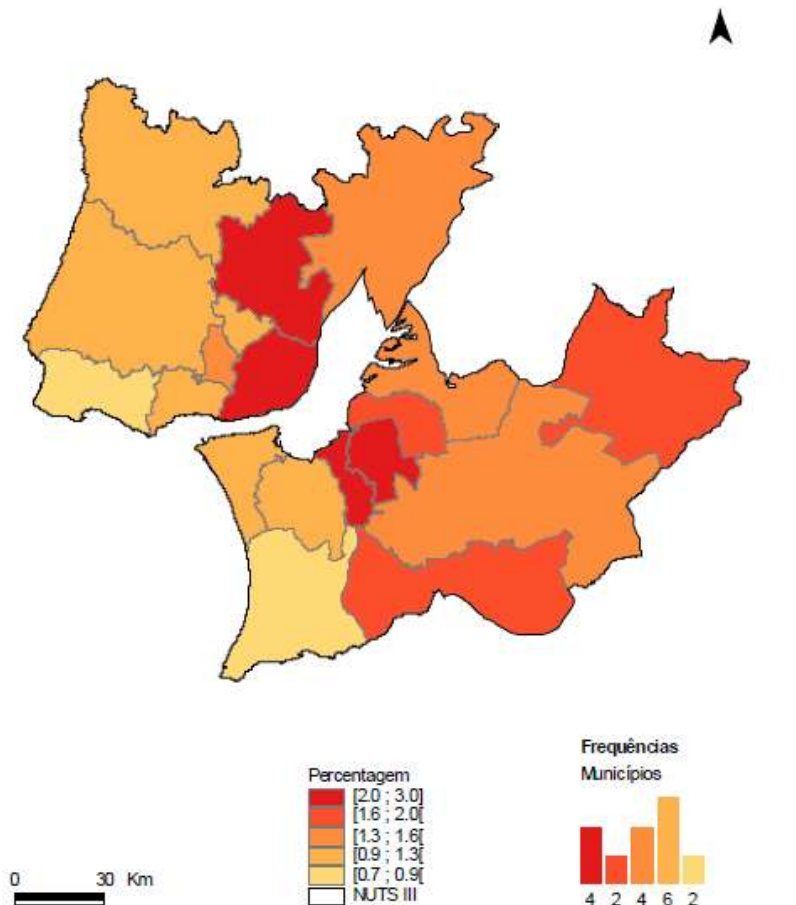 Percentagem
[2.0 ; 3.0]
[1.6 ; 2.0[
[1.3 ; 1.6[
[0.9 ; 1.3[
[0.7 ; 0.9[
NUTS III
0 30 Km
Frequências
Municípios
4 2 4 6 2